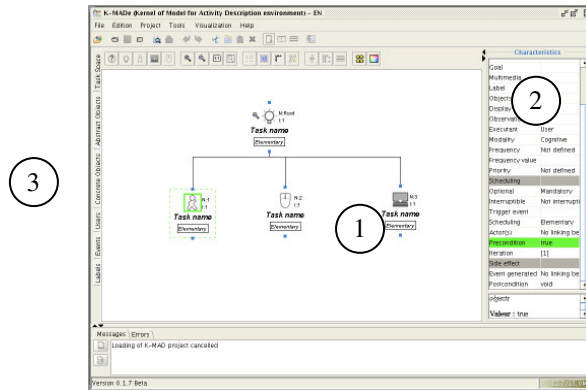 K-MADe (Kernel of Model for Activity Description environment) - EN
File Edition Project Tools Visualization Help
Task Space
Abstract Objects
Concrete Objects
Users
Events
Labels
N:Root
I:1
Task name
Elementary
N:1
I:1
Task name
Elementary
N:2
I:1
Task name
Elementary
N:3
I:1
Task name
Elementary
1
2
3
Characteristics
Goal
Multimedia
Label
Objects
Display
Observation
Executant User
Modality Cognitive
Frequency Not defined
Frequency value
Priority Not defined
Scheduling
Optional Mandatory
Interruptible Not interrupti
Trigger event
Scheduling Elementary
Actor(s) No linking be
Precondition true
Iteration [1]
Side effect
Event generated No linking be
Postcondition void
objects
Valeur : true
Messages Errors
Loading of K-MAD project cancelled
Version 0.1.7 Beta